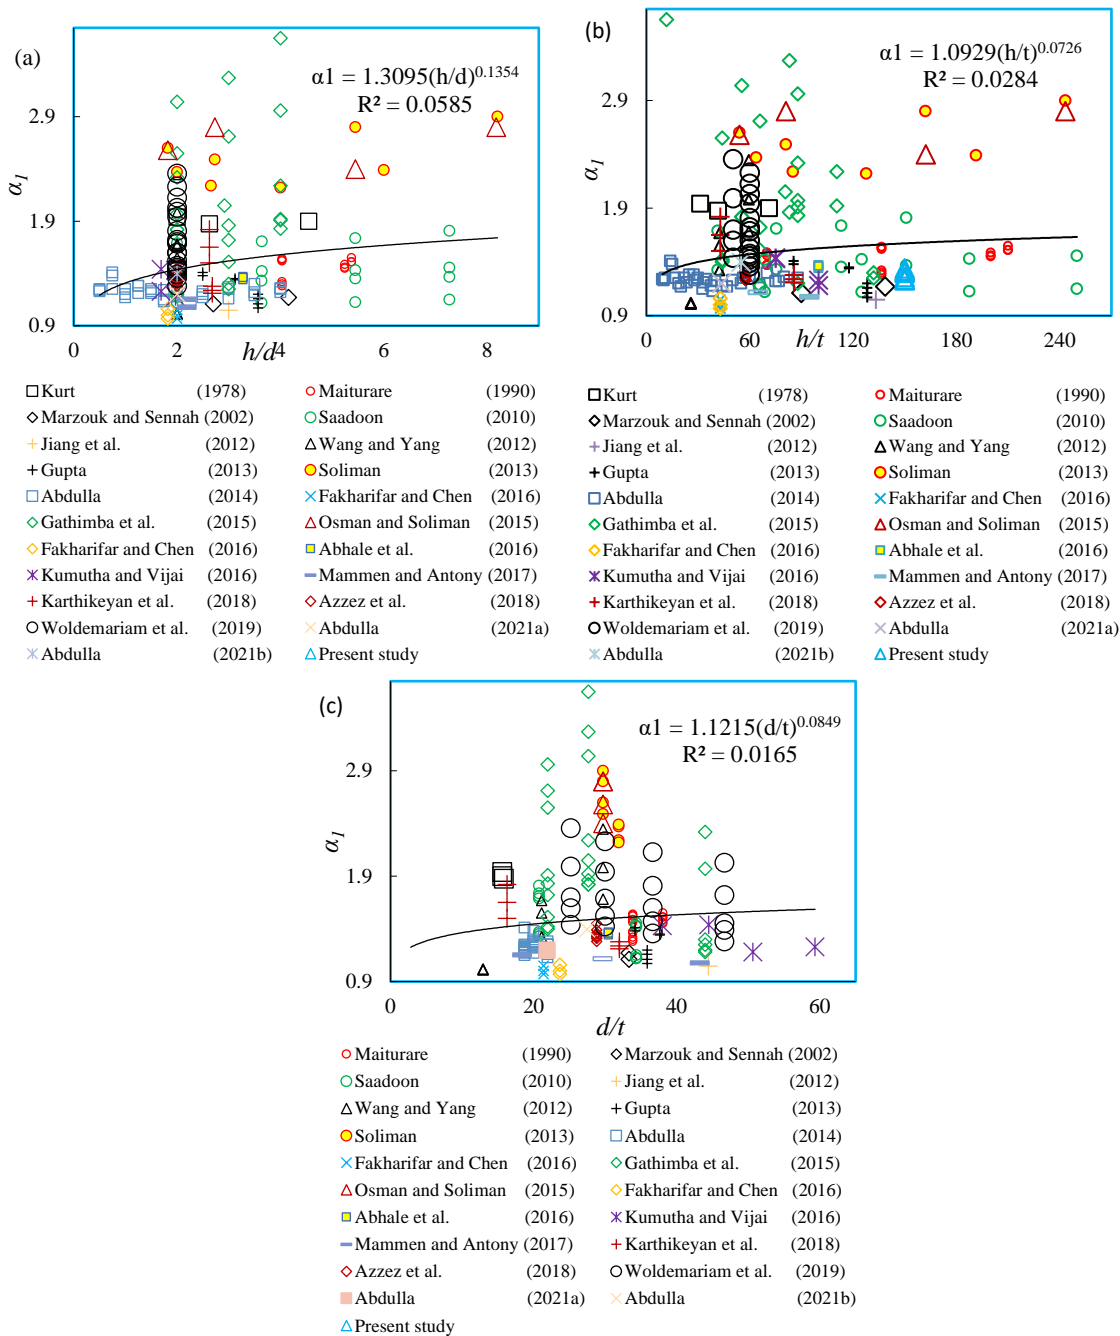 (a)
α1 = 1.3095(h/d)^0.1354
R² = 0.0585
2.9
α1
1.9
0.9
0 2 4 6 8
h/d
(b)
α1 = 1.0929(h/t)^0.0726
R² = 0.0284
2.9
α1
1.9
0.9
0 60 120 180 240
h/t
Kurt (1978) Maiturare (1990)
Marzouk and Sennah (2002) Saadoon (2010)
Jiang et al. (2012) Wang and Yang (2012)
Gupta (2013) Soliman (2013)
Abdulla (2014) Fakharifar and Chen (2016)
Gathimba et al. (2015) Osman and Soliman (2015)
Fakharifar and Chen (2016) Abhale et al. (2016)
Kumutha and Vijai (2016) Mammen and Antony (2017)
Karthikeyan et al. (2018) Azzez et al. (2018)
Woldemariam et al. (2019) Abdulla (2021a)
Abdulla (2021b) Present study
Kurt (1978) Maiturare (1990)
Marzouk and Sennah (2002) Saadoon (2010)
Jiang et al. (2012) Wang and Yang (2012)
Gupta (2013) Soliman (2013)
Abdulla (2014) Fakharifar and Chen (2016)
Gathimba et al. (2015) Osman and Soliman (2015)
Fakharifar and Chen (2016) Abhale et al. (2016)
Kumutha and Vijai (2016) Mammen and Antony (2017)
Karthikeyan et al. (2018) Azzez et al. (2018)
Woldemariam et al. (2019) Abdulla (2021a)
Abdulla (2021b) Present study
(c)
α1 = 1.1215(d/t)^0.0849
R² = 0.0165
2.9
α1
1.9
0.9
0 20 40 60
d/t
Maiturare (1990) Marzouk and Sennah (2002)
Saadoon (2010) Jiang et al. (2012)
Wang and Yang (2012) Gupta (2013)
Soliman (2013) Abdulla (2014)
Fakharifar and Chen (2016) Gathimba et al. (2015)
Osman and Soliman (2015) Fakharifar and Chen (2016)
Abhale et al. (2016) Kumutha and Vijai (2016)
Mammen and Antony (2017) Karthikeyan et al. (2018)
Azzez et al. (2018) Woldemariam et al. (2019)
Abdulla (2021a) Abdulla (2021b)
Present study